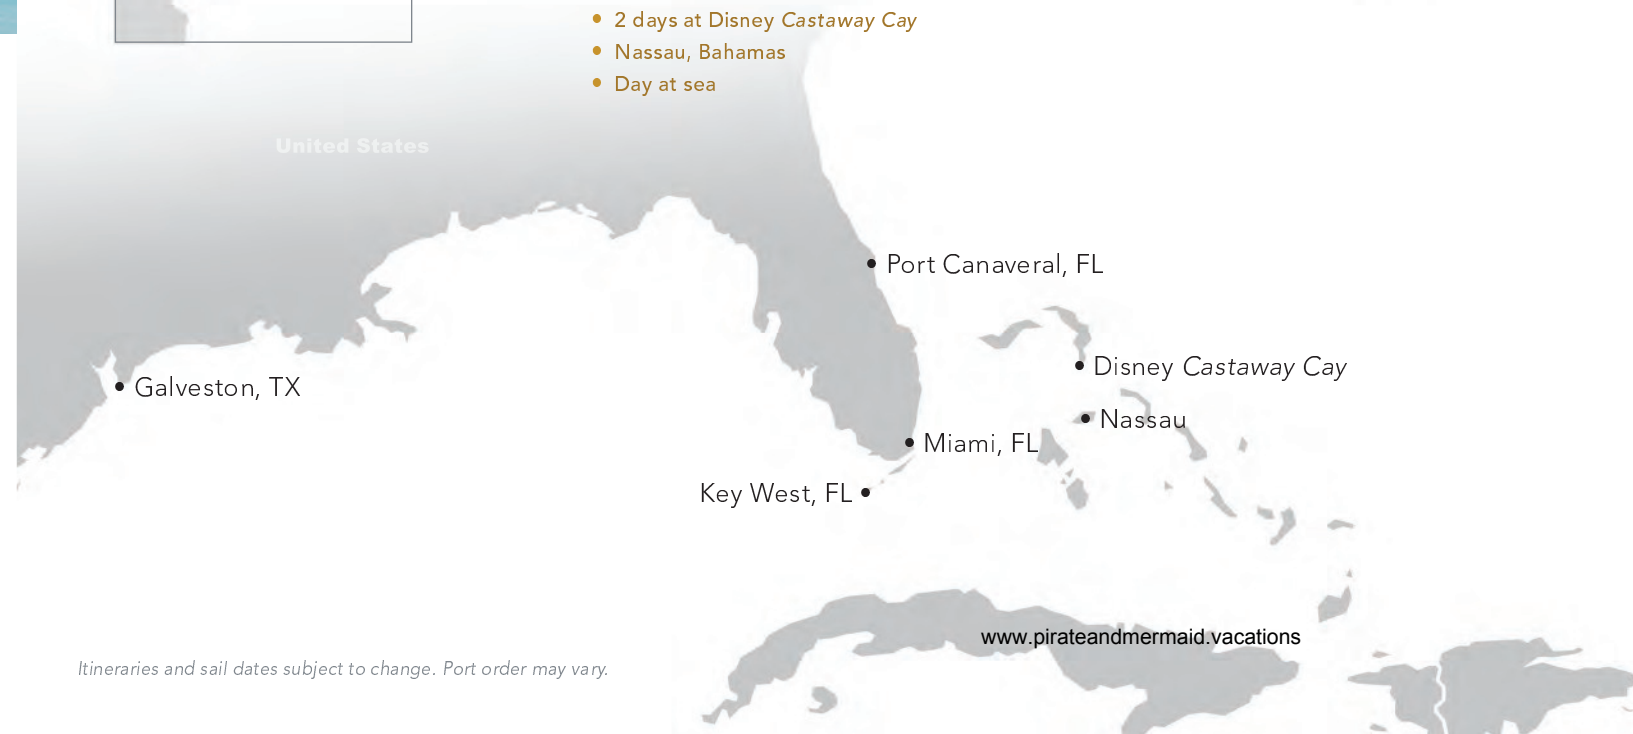 • 2 days at Disney Castaway Cay
• Nassau, Bahamas
• Day at sea
United States
Port Canaveral, FL
Disney Castaway Cay
Galveston, TX
Nassau
Miami, FL
Key West, FL
www.pirateandmermaid.vacations
Itineraries and sail dates subject to change. Port order may vary.